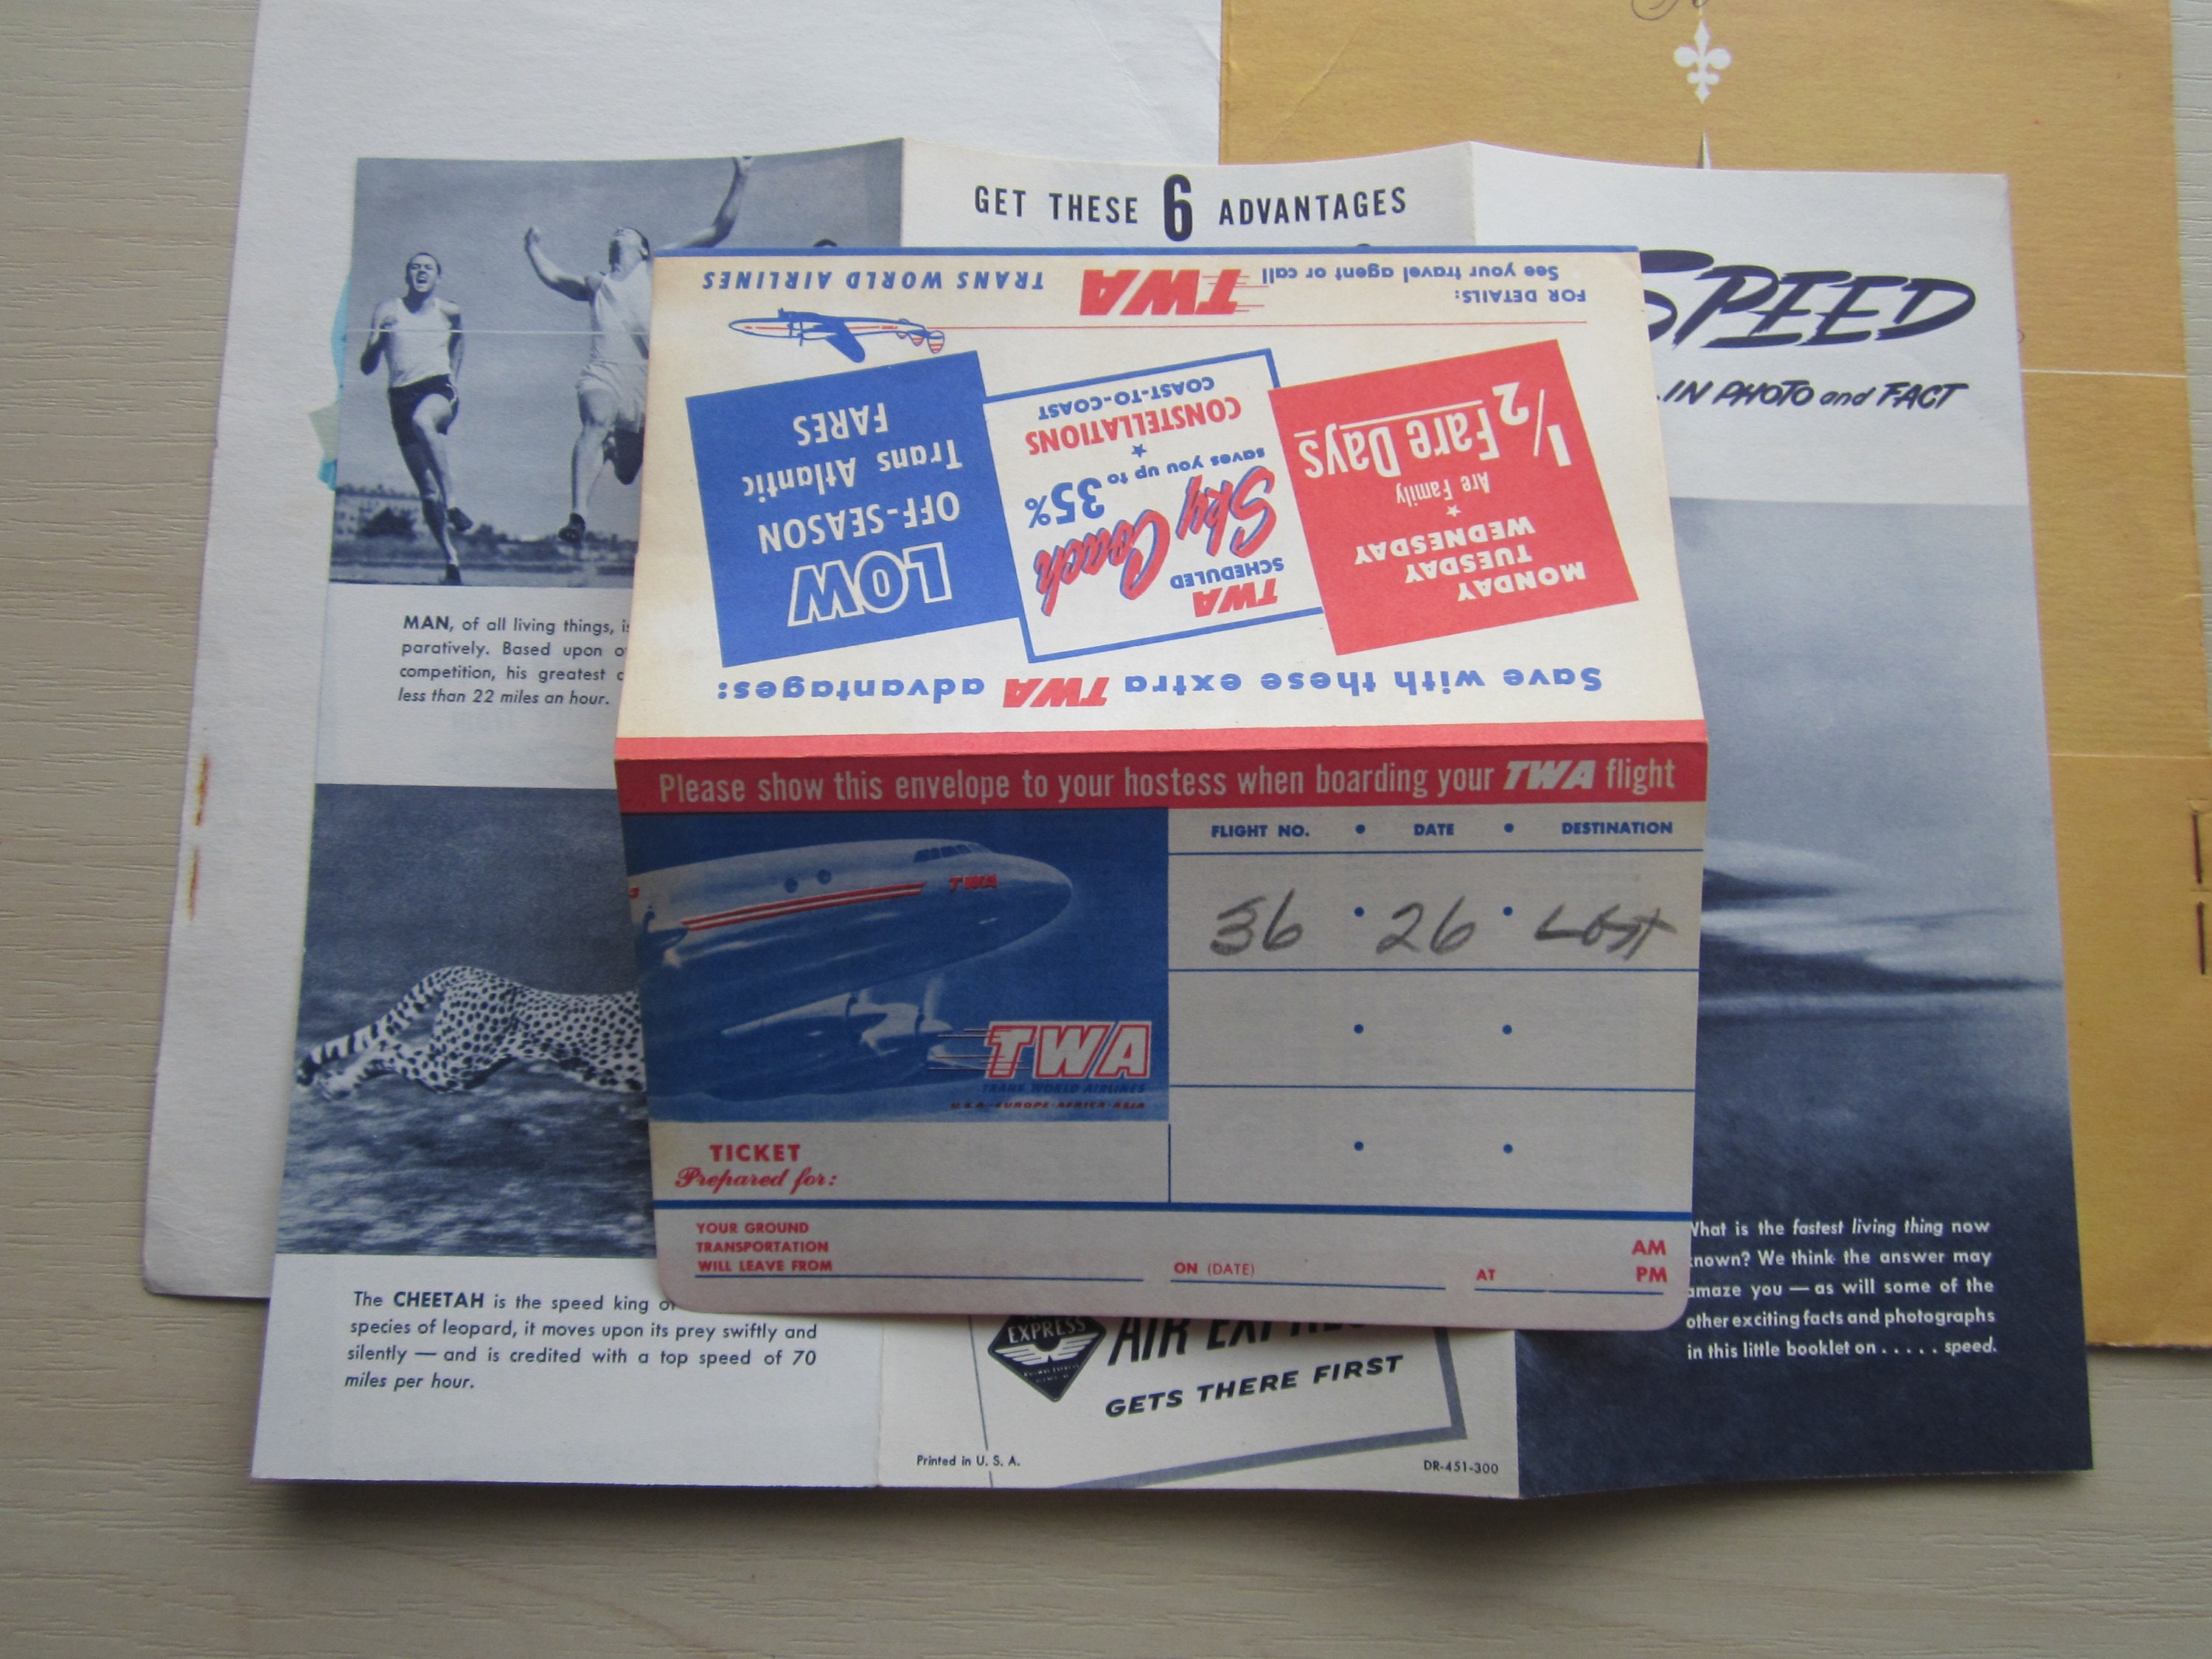 GET THESE 6 ADVANTAGES
SPEED
IN PHOTO and FACT
MAN, of all living things, is
paratively. Based upon
competition, his greatest
less than 22 miles an hour.
The CHEETAH is the speed king
species of leopard, it moves upon its prey swiftly and
silently — and is credited with a top speed of 70
miles per hour.
Save with these extra TWA advantages:
MONDAY
TUESDAY
WEDNESDAY
Are Family
1/2 Fare Days
TWA
SCHEDULED
Sky Coach
saves you up to 35%
CONSTELLATIONS
COAST-TO-COAST
LOW
OFF-SEASON
Trans Atlantic
FARES
FOR DETAILS:
See your travel agent or call
TWA
TRANS WORLD AIRLINES
Please show this envelope to your hostess when boarding your TWA flight
FLIGHT NO. • DATE • DESTINATION
36 • 26
TWA
TWA
TRANS WORLD AIRLINES
U.S.A.·EUROPE·AFRICA·ASIA
TICKET
Prepared for:
YOUR GROUND
TRANSPORTATION
WILL LEAVE FROM
ON (DATE)
AT
AM
PM
EXPRESS
AIR EXPRESS
GETS THERE FIRST
Printed in U. S. A.
DR-451-300
What is the fastest living thing now
known? We think the answer may
amaze you — as will some of the
other exciting facts and photographs
in this little booklet on . . . . . speed.